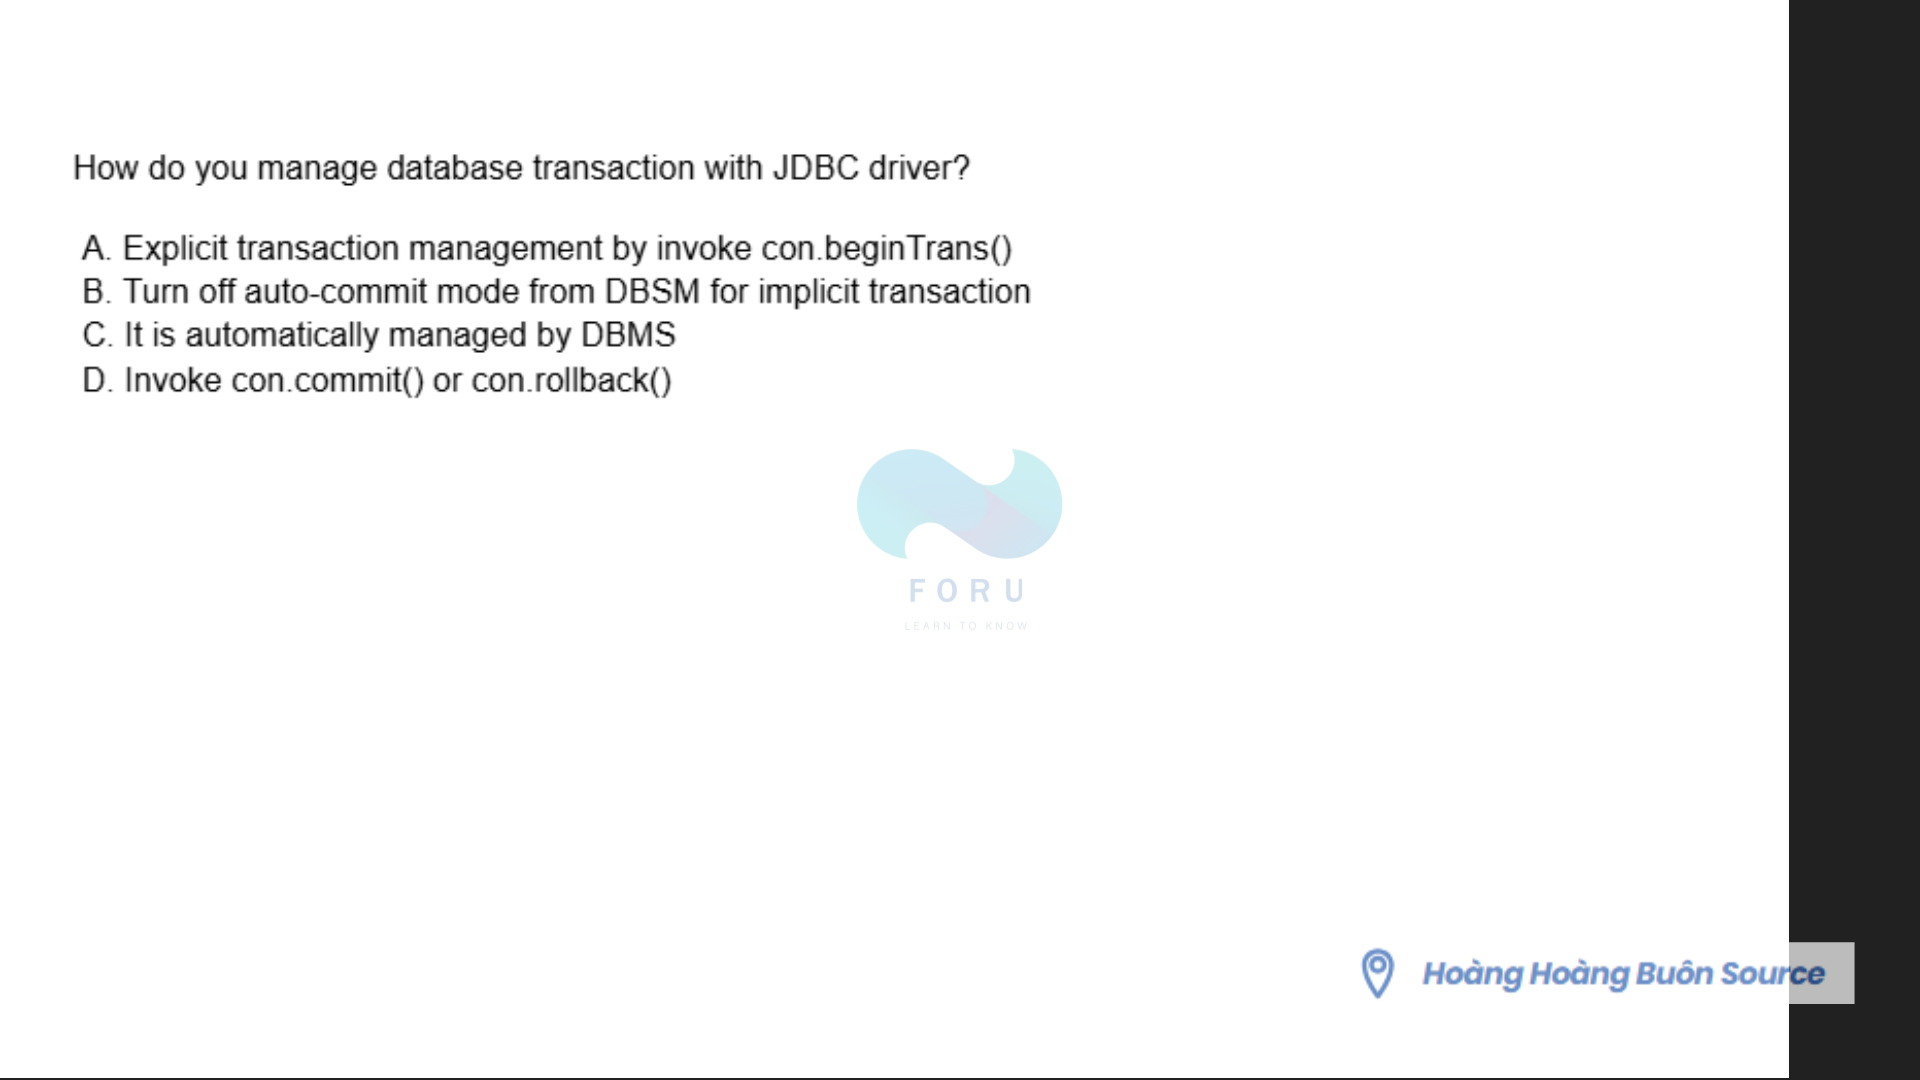 How do you manage database transaction with JDBC driver?
A. Explicit transaction management by invoke con.beginTrans()
B. Turn off auto-commit mode from DBSM for implicit transaction
C. It is automatically managed by DBMS
D. Invoke con.commit() or con.rollback()
FORU
LEARN TO KNOW
Hoàng Hoàng Buôn Source